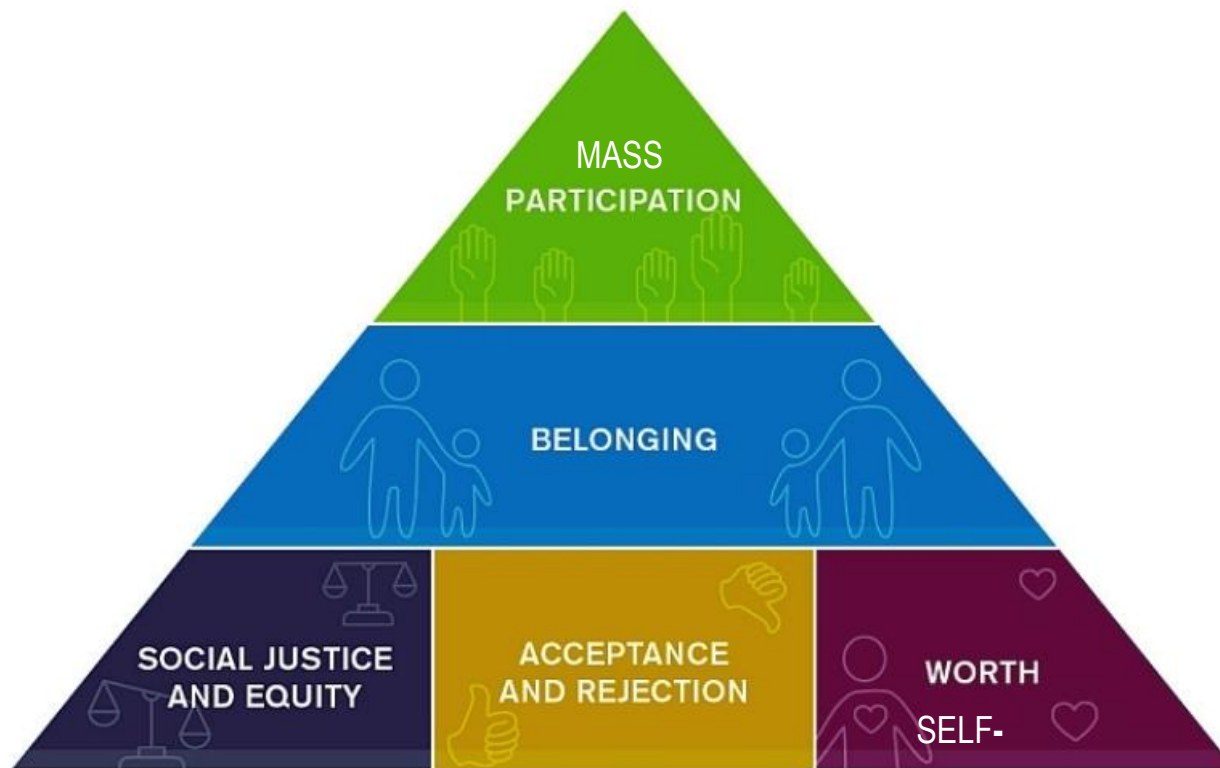 MASS
PARTICIPATION
BELONGING
SOCIAL JUSTICE
AND EQUITY
ACCEPTANCE
AND REJECTION
WORTH
SELF-